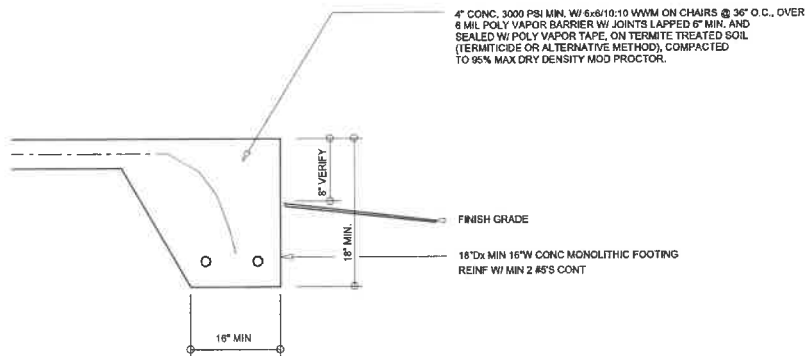 4" CONC. 3000 PSI MIN. W/ 6x6/10:10 WWM ON CHAIRS @ 36" O.C., OVER
6 MIL POLY VAPOR BARRIER W/ JOINTS LAPPED 6" MIN. AND
SEALED W/ POLY VAPOR TAPE, ON TERMITE TREATED SOIL
(TERMITICIDE OR ALTERNATIVE METHOD), COMPACTED
TO 95% MAX DRY DENSITY MOD PROCTOR.
8" VERIFY
18" MIN.
FINISH GRADE
18"Dx MIN 16"W CONC MONOLITHIC FOOTING
REINF W/ MIN 2 #5'S CONT
16" MIN